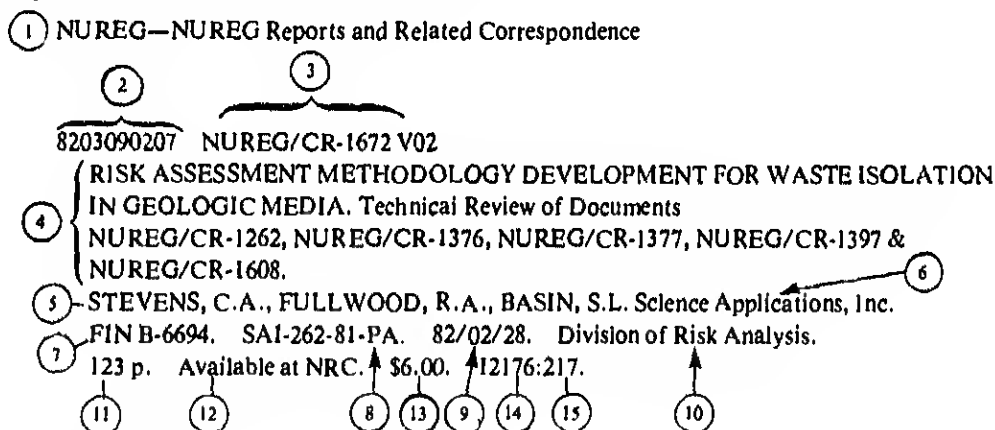 1 NUREG—NUREG Reports and Related Correspondence
2 3
8203090207 NUREG/CR-1672 V02
RISK ASSESSMENT METHODOLOGY DEVELOPMENT FOR WASTE ISOLATION
4 IN GEOLOGIC MEDIA. Technical Review of Documents
NUREG/CR-1262, NUREG/CR-1376, NUREG/CR-1377, NUREG/CR-1397 &
NUREG/CR-1608. 6
5 STEVENS, C.A., FULLWOOD, R.A., BASIN, S.L. Science Applications, Inc.
7 FIN B-6694. SAI-262-81-PA. 82/02/28. Division of Risk Analysis.
123 p. Available at NRC. $6.00. 12176:217.
11 12 8 13 9 14 15 10